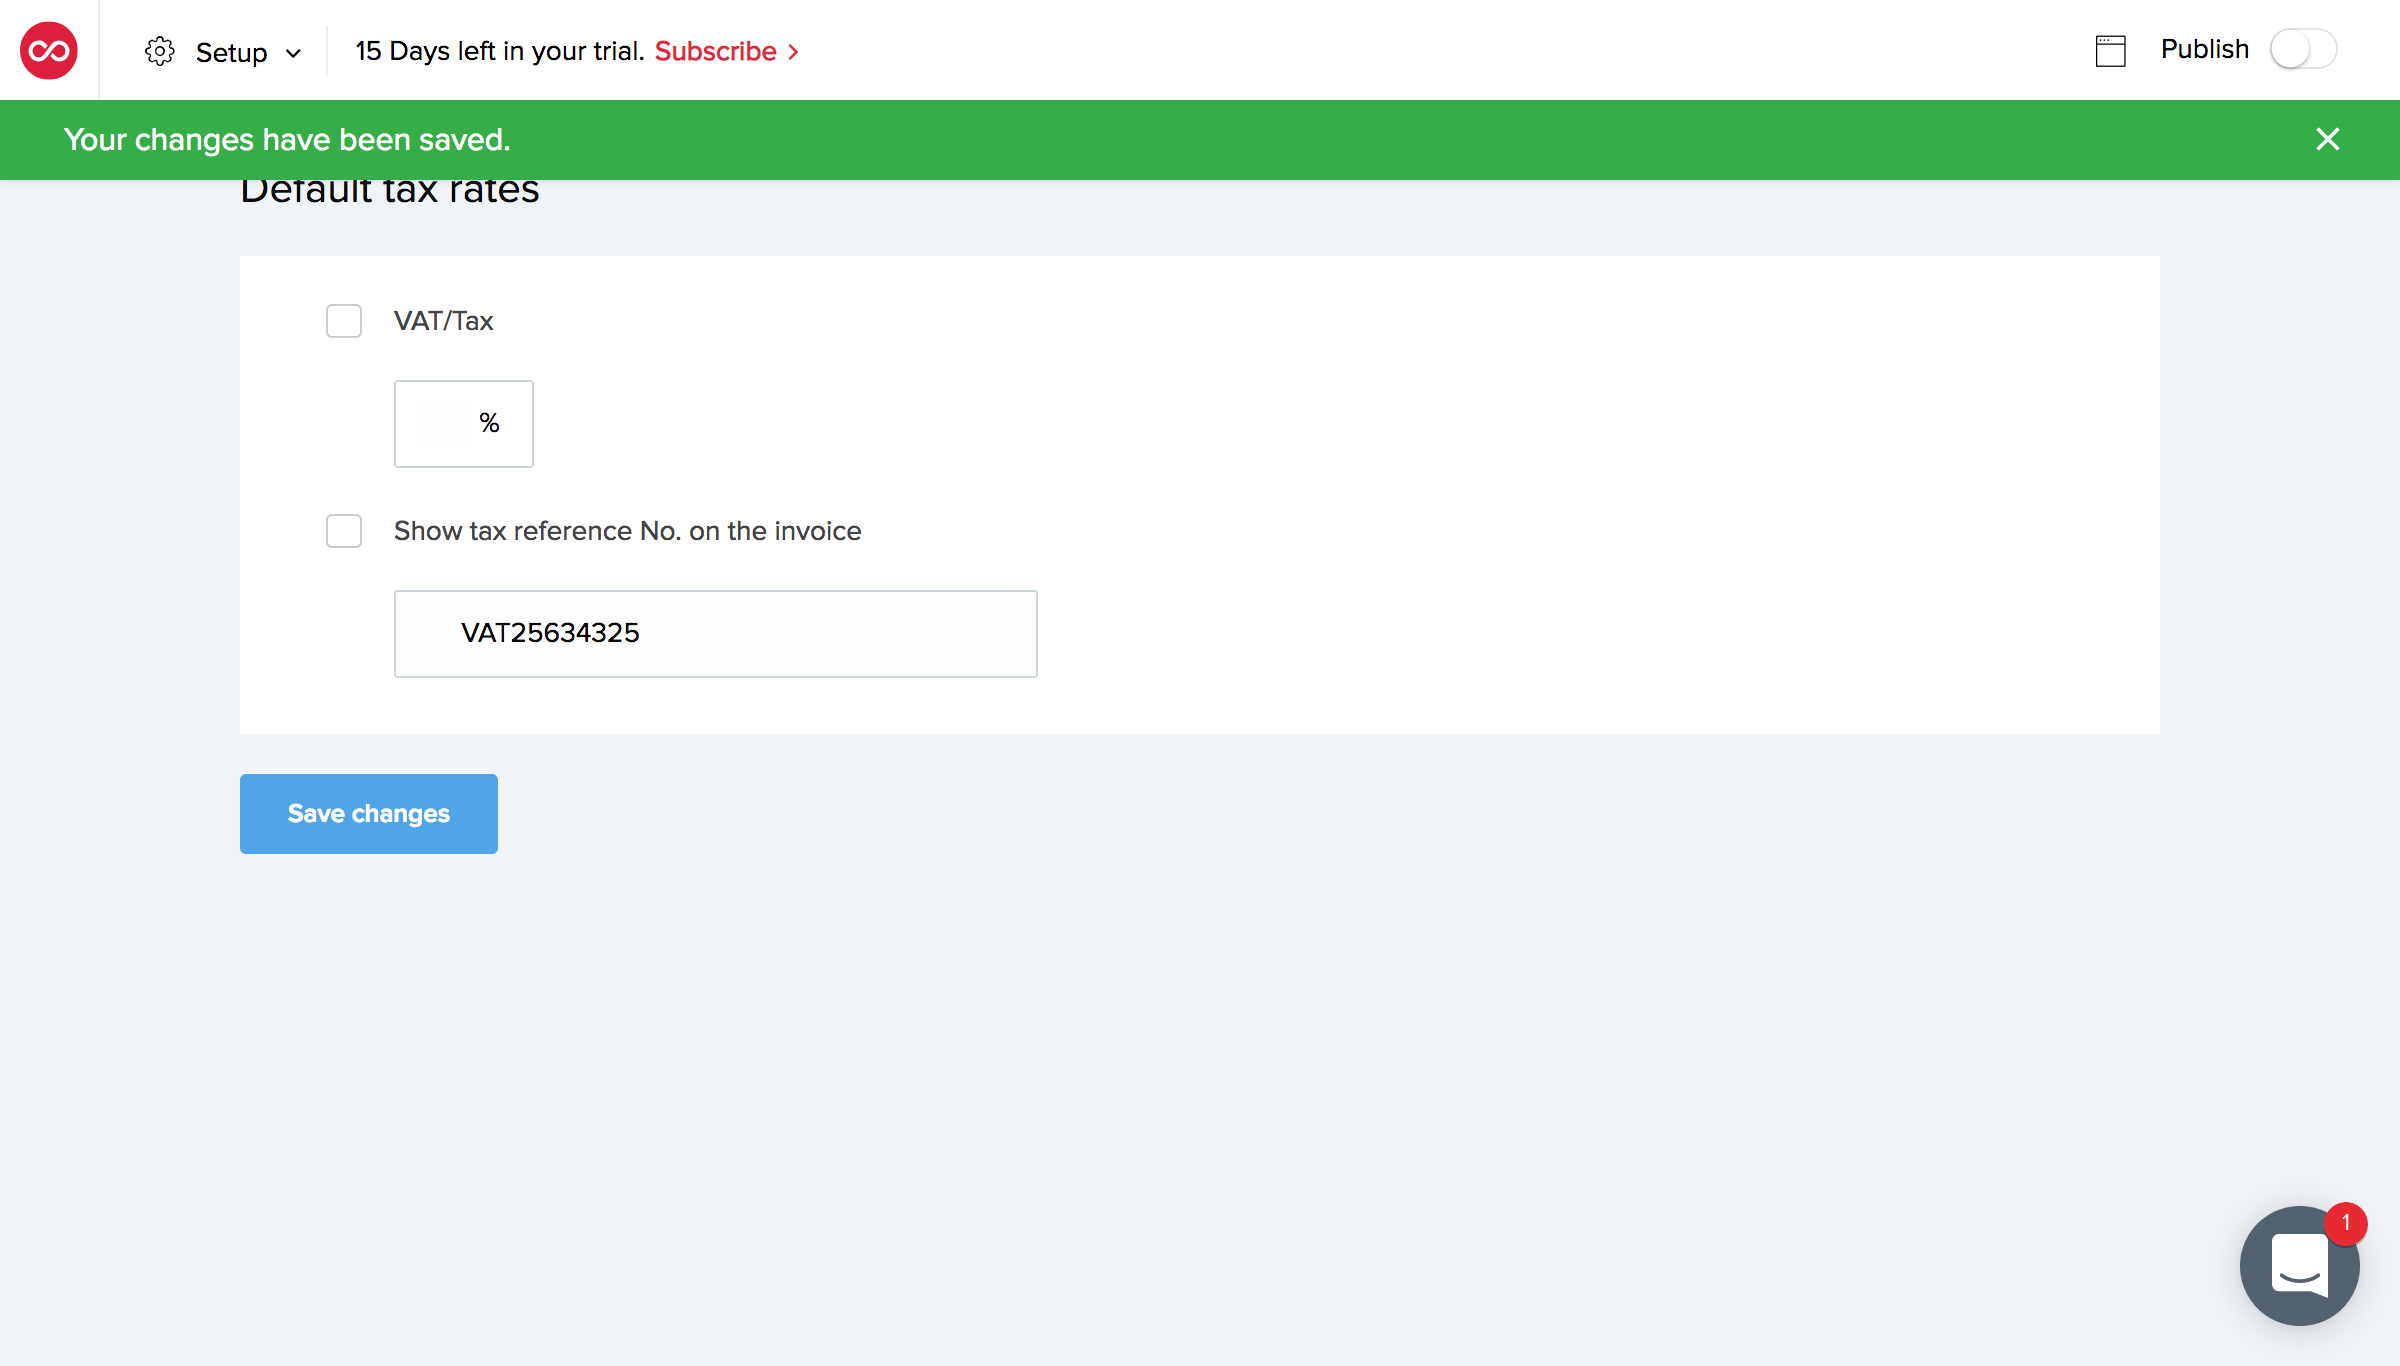 Setup
15 Days left in your trial. Subscribe
Publish
Your changes have been saved.
Default tax rates
VAT/Tax
%
Show tax reference No. on the invoice
VAT25634325
Save changes
1